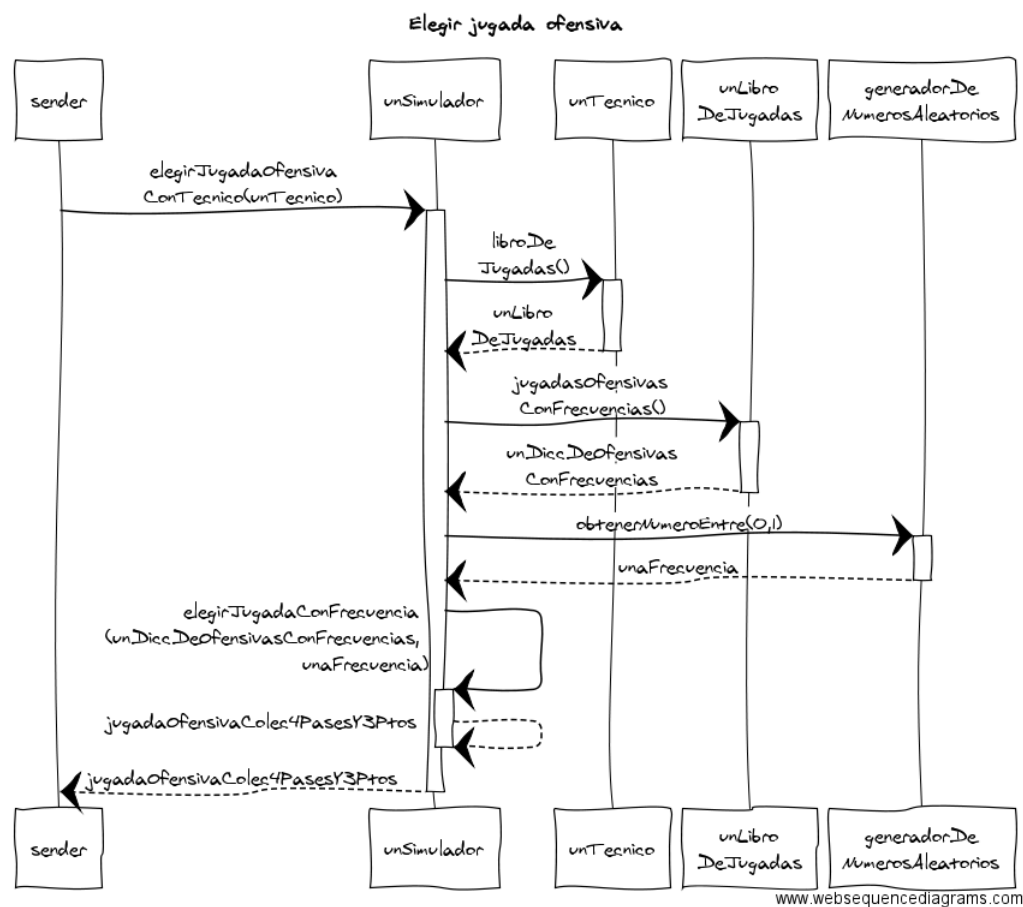 Elegir jugada ofensiva
sender
unSimulador
unTecnico
unLibro
DeJugadas
generadorDe
NumerosAleatorios
elegirJugadaOfensiva
ConTecnico(unTecnico)
libroDe
Jugadas()
unLibro
DeJugadas
jugadasOfensivas
ConFrecuencias()
unDiccDeOfensivas
ConFrecuencias
obtenerNumeroEntre(0,1)
unaFrecuencia
elegirJugadaConFrecuencia
(unDiccDeOfensivasConFrecuencias,
unaFrecuencia)
jugadaOfensivaColec4PasesY3Ptos
jugadaOfensivaColec4PasesY3Ptos
sender
unSimulador
unTecnico
unLibro
DeJugadas
generadorDe
NumerosAleatorios
www.websequencediagrams.com